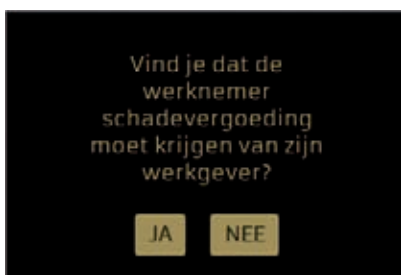 Vind je dat de
werknemer
schadevergoeding
moet krijgen van zijn
werkgever?
JA NEE